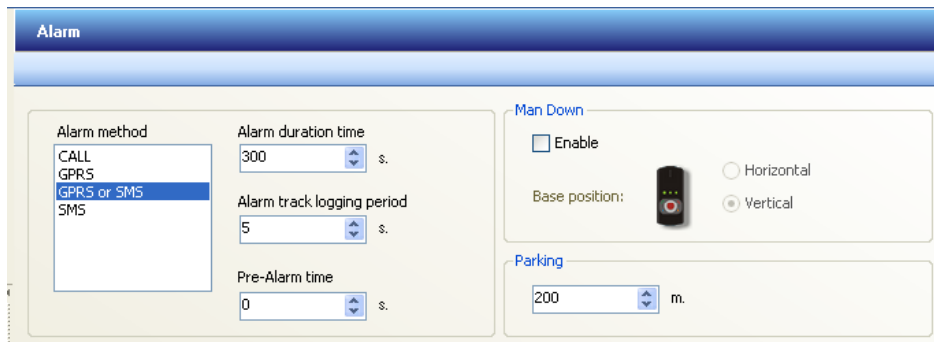 Alarm
Alarm method
CALL
GPRS
GPRS or SMS
SMS
Alarm duration time
300 s.
Alarm track logging period
5 s.
Pre-Alarm time
0 s.
Man Down
Enable
Base position:
Horizontal
Vertical
Parking
200 m.